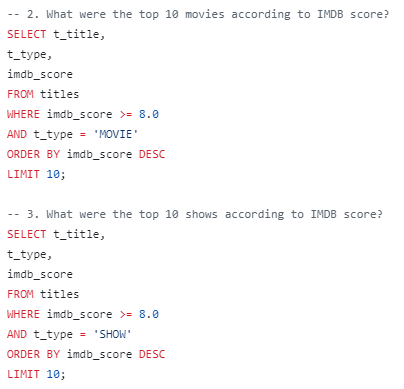 -- 2. What were the top 10 movies according to IMDB score?
SELECT t_title,
t_type,
imdb_score
FROM titles
WHERE imdb_score >= 8.0
AND t_type = 'MOVIE'
ORDER BY imdb_score DESC
LIMIT 10;
-- 3. What were the top 10 shows according to IMDB score?
SELECT t_title,
t_type,
imdb_score
FROM titles
WHERE imdb_score >= 8.0
AND t_type = 'SHOW'
ORDER BY imdb_score DESC
LIMIT 10;